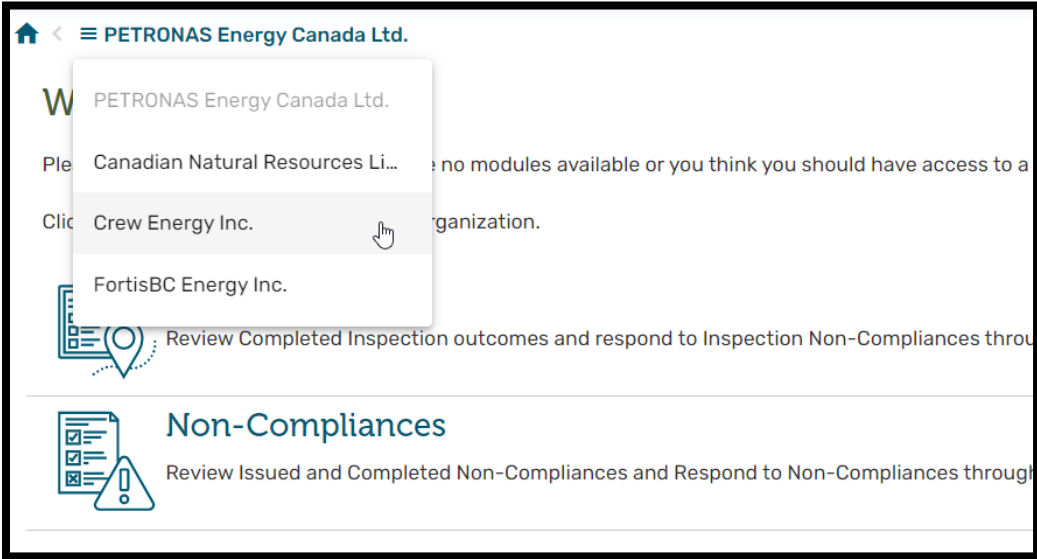 PETRONAS Energy Canada Ltd.
W
PETRONAS Energy Canada Ltd.
Ple
Canadian Natural Resources Li...
no modules available or you think you should have access to a
Clic
Crew Energy Inc.
rganization.
FortisBC Energy Inc.
Review Completed Inspection outcomes and respond to Inspection Non-Compliances throu
Non-Compliances
Review Issued and Completed Non-Compliances and Respond to Non-Compliances through